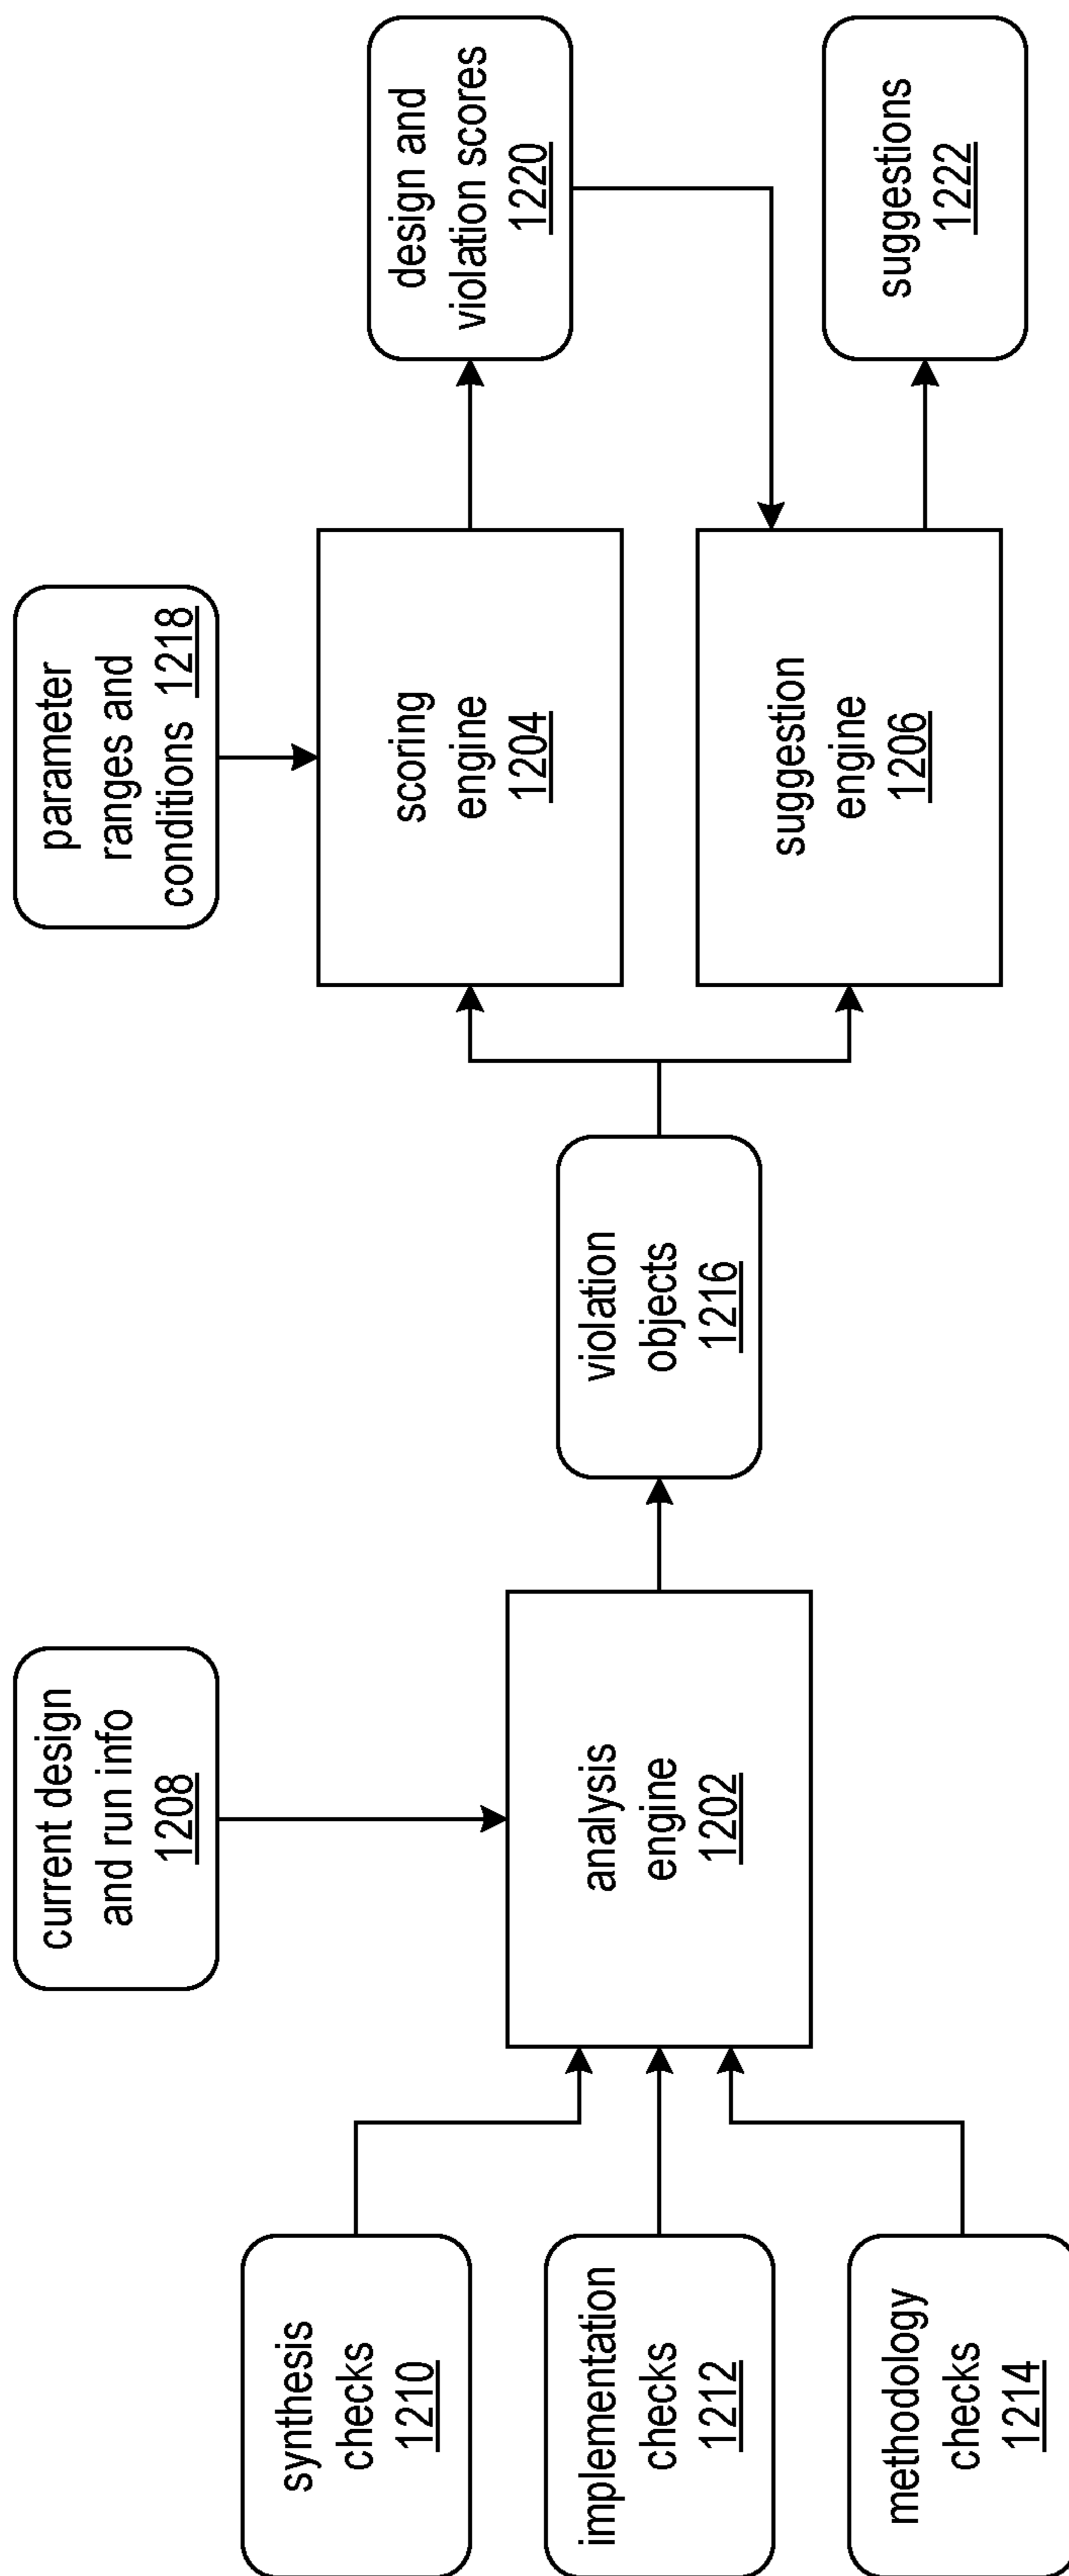 current design
and run info
1208
parameter
ranges and
conditions 1218
synthesis
checks
1210
implementation
checks
1212
methodology
checks
1214
analysis
engine
1202
violation
objects
1216
scoring
engine
1204
suggestion
engine
1206
design and
violation scores
1220
suggestions
1222